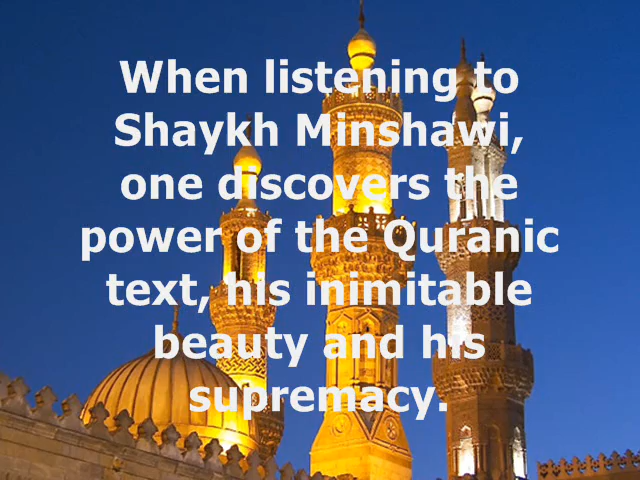 When listening to
Shaykh Minshawi,
one discovers the
power of the Quranic
text, his inimitable
beauty and his
supremacy.